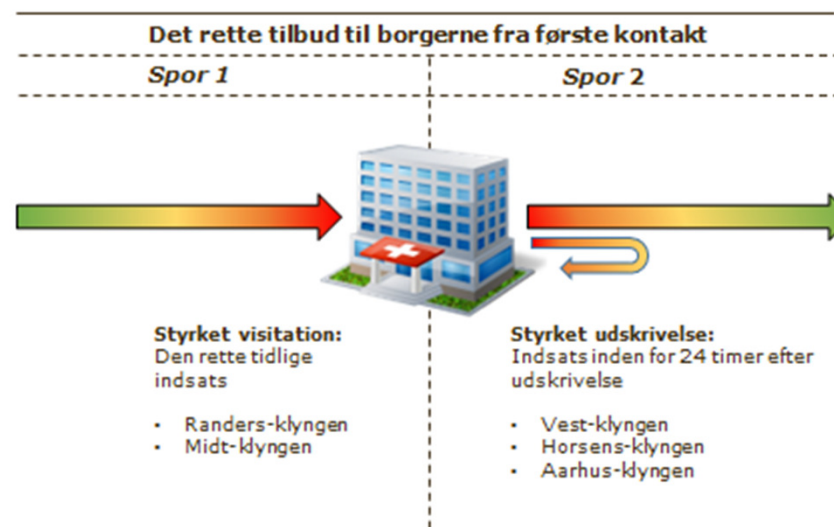 Det rette tilbud til borgerne fra første kontakt
Spor 1
Spor 2
Styrket visitation:
Den rette tidlige
indsats
• Randers-klyngen
• Midt-klyngen
Styrket udskrivelse:
Indsats inden for 24 timer efter
udskrivelse
• Vest-klyngen
• Horsens-klyngen
• Aarhus-klyngen